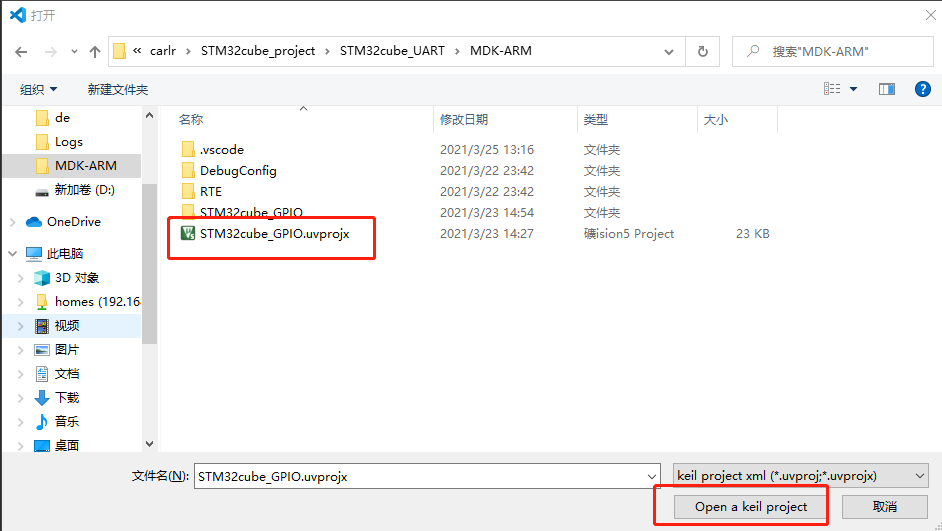 打开
« carlr › STM32cube_project › STM32cube_UART › MDK-ARM
搜索"MDK-ARM"
组织 新建文件夹
名称 修改日期 类型 大小
de
Logs
MDK-ARM
新加卷 (D:)
OneDrive
此电脑
3D 对象
homes (192.16
视频
图片
文档
下载
音乐
桌面
.vscode 2021/3/25 13:16 文件夹
DebugConfig 2021/3/22 23:42 文件夹
RTE 2021/3/22 23:42 文件夹
STM32cube_GPIO 2021/3/23 14:54 文件夹
STM32cube_GPIO.uvprojx 2021/3/23 14:27 礦ision5 Project 23 KB
文件名(N): STM32cube_GPIO.uvprojx keil project xml (*.uvproj;*.uvprojx)
Open a keil project 取消